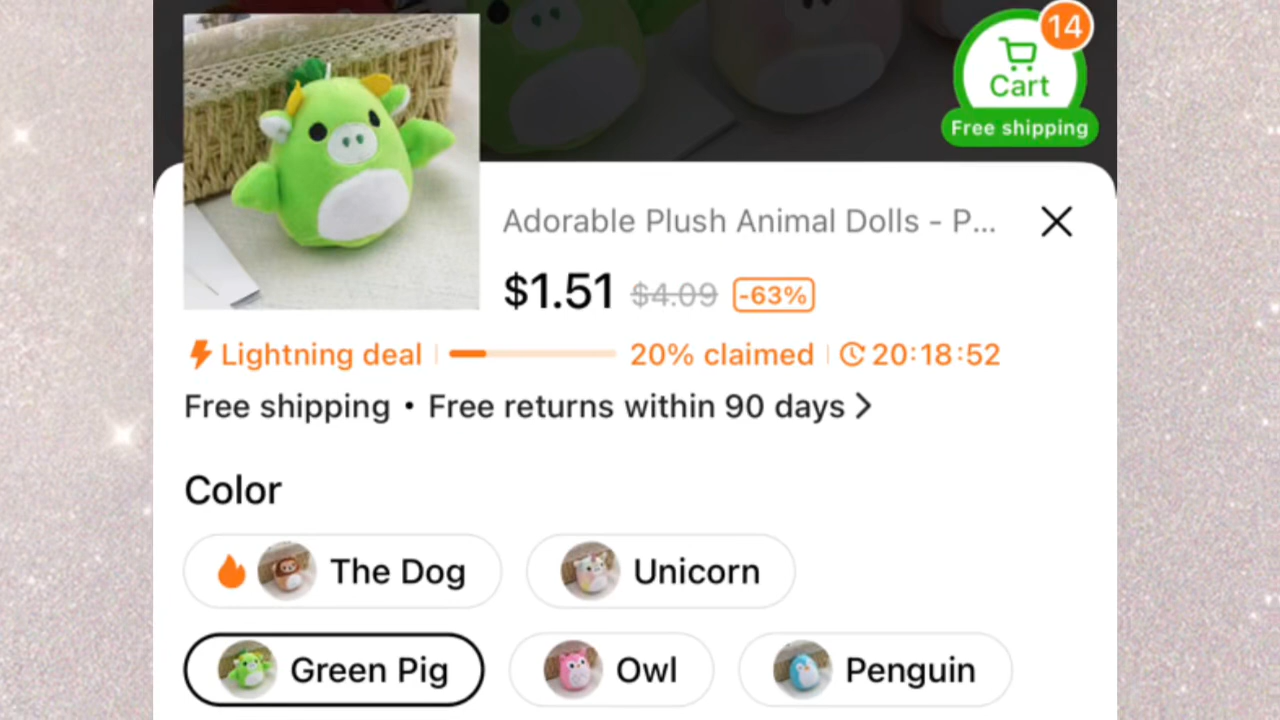 14
Cart
Free shipping
Adorable Plush Animal Dolls - P...
$1.51 $4.09 -63%
Lightning deal 20% claimed 20:18:52
Free shipping • Free returns within 90 days >
Color
The Dog Unicorn
Green Pig Owl Penguin